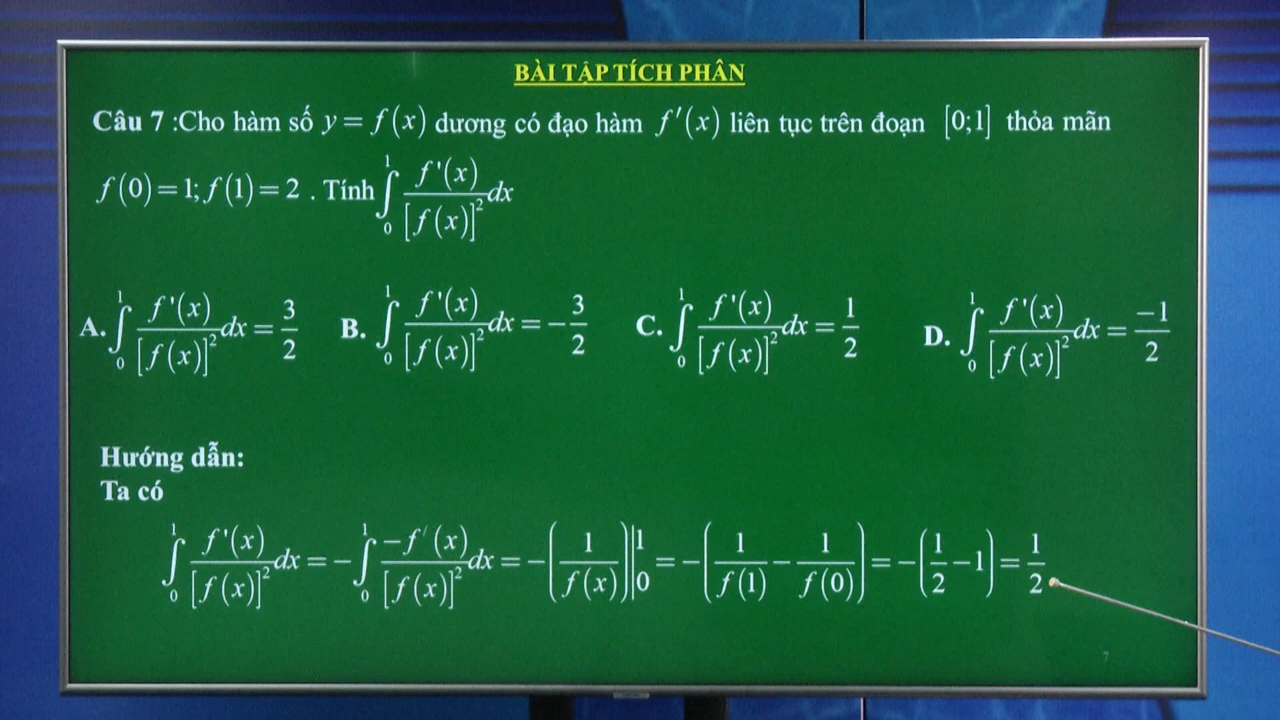 BÀI TẬP TÍCH PHÂN
Câu 7 :Cho hàm số y = f(x) dương có đạo hàm f′(x) liên tục trên đoạn [0;1] thỏa mãn
f(0) = 1; f(1) = 2 . Tính ∫₀¹ f'(x)/[f(x)]² dx
A. ∫₀¹ f'(x)/[f(x)]² dx = 3/2 B. ∫₀¹ f'(x)/[f(x)]² dx = −3/2 C. ∫₀¹ f'(x)/[f(x)]² dx = 1/2 D. ∫₀¹ f'(x)/[f(x)]² dx = −1/2
Hướng dẫn:
Ta có
∫₀¹ f'(x)/[f(x)]² dx = −∫₀¹ −f′(x)/[f(x)]² dx = −(1/f(x))|₀¹ = −(1/f(1) − 1/f(0)) = −(1/2 − 1) = 1/2
7